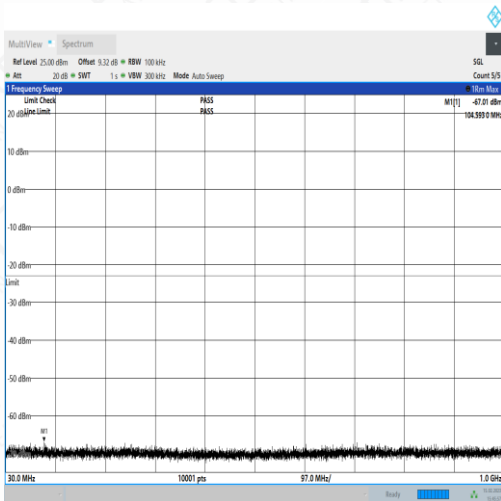 MultiView Spectrum
Ref Level 25.00 dBm Offset 9.32 dB RBW 100 kHz SGL
Att 20 dB SWT 1 s VBW 300 kHz Mode Auto Sweep Count 5/5
1 Frequency Sweep 1Rm Max
Limit Check PASS M1[1] -67.01 dBm
Line Limit PASS 104.5930 MHz
20 dBm
10 dBm
0 dBm
-10 dBm
-20 dBm
Limit
-30 dBm
-40 dBm
-50 dBm
-60 dBm
M1
30.0 MHz 10001 pts 97.0 MHz/ 1.0 GHz
Ready